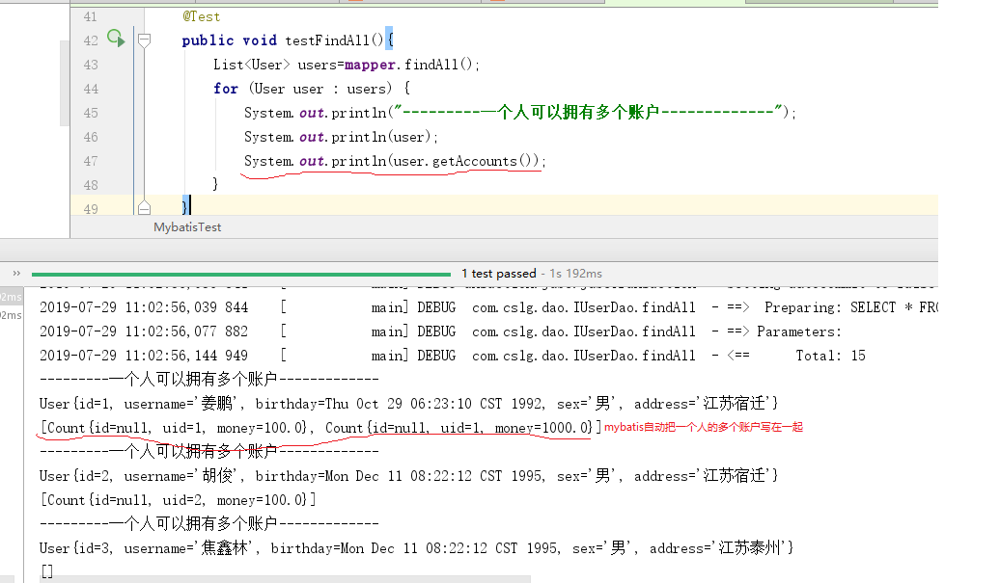 41 @Test
42 public void testFindAll(){
43 List<User> users=mapper.findAll();
44 for (User user : users) {
45 System.out.println("---------一个人可以拥有多个账户-------------");
46 System.out.println(user);
47 System.out.println(user.getAccounts());
48 }
49 }
MybatisTest
» 1 test passed - 1s 192ms
2ms
2ms 2019-07-29 11:02:56,039 844 [ main] DEBUG com.cslg.dao.IUserDao.findAll - ==> Preparing: SELECT * FRO
2019-07-29 11:02:56,077 882 [ main] DEBUG com.cslg.dao.IUserDao.findAll - ==> Parameters:
2019-07-29 11:02:56,144 949 [ main] DEBUG com.cslg.dao.IUserDao.findAll - <== Total: 15
---------一个人可以拥有多个账户-------------
User{id=1, username='姜鹏', birthday=Thu Oct 29 06:23:10 CST 1992, sex='男', address='江苏宿迁'}
[Count{id=null, uid=1, money=100.0}, Count{id=null, uid=1, money=1000.0}] mybatis自动把一个人的多个账户写在一起
---------一个人可以拥有多个账户-------------
User{id=2, username='胡俊', birthday=Mon Dec 11 08:22:12 CST 1995, sex='男', address='江苏宿迁'}
[Count{id=null, uid=2, money=100.0}]
---------一个人可以拥有多个账户-------------
User{id=3, username='焦鑫林', birthday=Mon Dec 11 08:22:12 CST 1995, sex='男', address='江苏泰州'}
[]